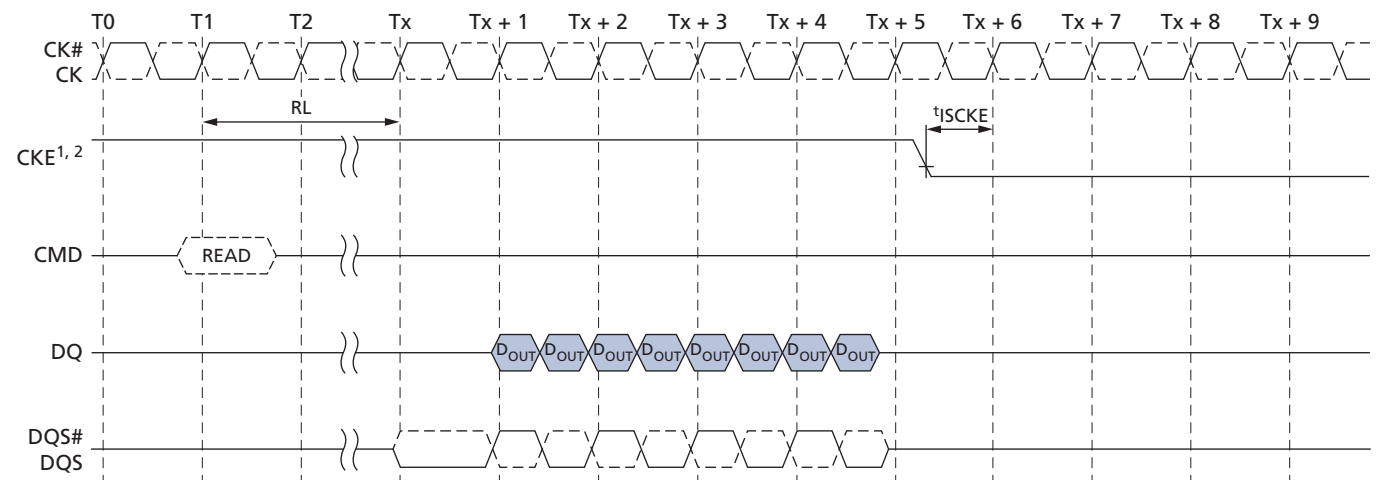 T0 T1 T2 Tx Tx + 1 Tx + 2 Tx + 3 Tx + 4 Tx + 5 Tx + 6 Tx + 7 Tx + 8 Tx + 9
CK#
CK
RL
tISCKE
CKE1, 2
CMD READ
DQ DOUT DOUT DOUT DOUT DOUT DOUT DOUT DOUT
DQS#
DQS